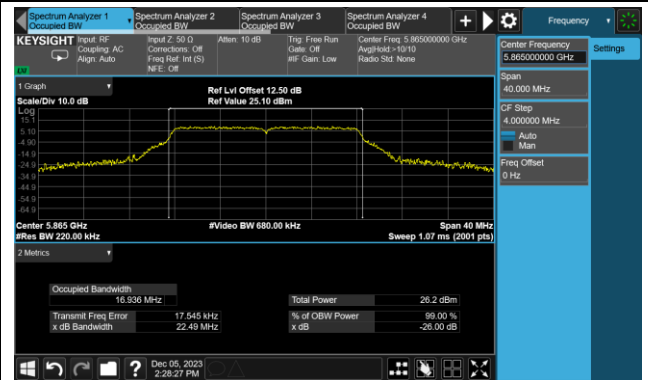 Spectrum Analyzer 1
Occupied BW
Spectrum Analyzer 2
Occupied BW
Spectrum Analyzer 3
Occupied BW
Spectrum Analyzer 4
Occupied BW
Frequency
KEYSIGHT
Input: RF
Coupling: AC
Align: Auto
Input Z: 50 Ω
Corrections: Off
Freq Ref: Int (S)
NFE: Off
Atten: 10 dB
Trig: Free Run
Gate: Off
#IF Gain: Low
Center Freq: 5.865000000 GHz
Avg|Hold:>10/10
Radio Std: None
Center Frequency
5.865000000 GHz
Settings
Span
40.000 MHz
CF Step
4.000000 MHz
Auto
Man
Freq Offset
0 Hz
LXI
1 Graph
Scale/Div 10.0 dB
Ref Lvl Offset 12.50 dB
Ref Value 25.10 dBm
Log
15.1
5.10
-4.90
-14.9
-24.9
-34.9
-44.9
-54.9
-64.9
Center 5.865 GHz
#Res BW 220.00 kHz
#Video BW 680.00 kHz
Span 40 MHz
Sweep 1.07 ms (2001 pts)
2 Metrics
Occupied Bandwidth
16.936 MHz
Total Power 26.2 dBm
Transmit Freq Error 17.545 kHz
% of OBW Power 99.00 %
x dB Bandwidth 22.49 MHz
x dB -26.00 dB
?
Dec 05, 2023
2:28:27 PM